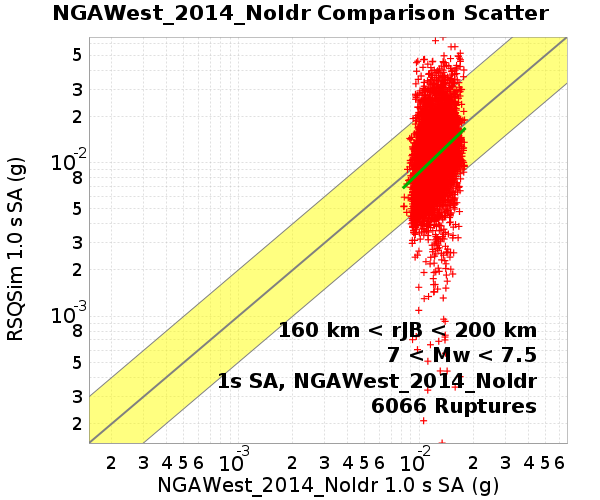 NGAWest_2014_NoIdr Comparison Scatter
RSQSim 1.0 s SA (g)
5
3
2
10-2
8
5
3
2
10-3
8
5
3
2
160 km < rJB < 200 km
7 < Mw < 7.5
1s SA, NGAWest_2014_NoIdr
6066 Ruptures
2 3 4 5 6 10-3 2 3 4 5 6 10-2 2 3 4 5 6
NGAWest_2014_NoIdr 1.0 s SA (g)